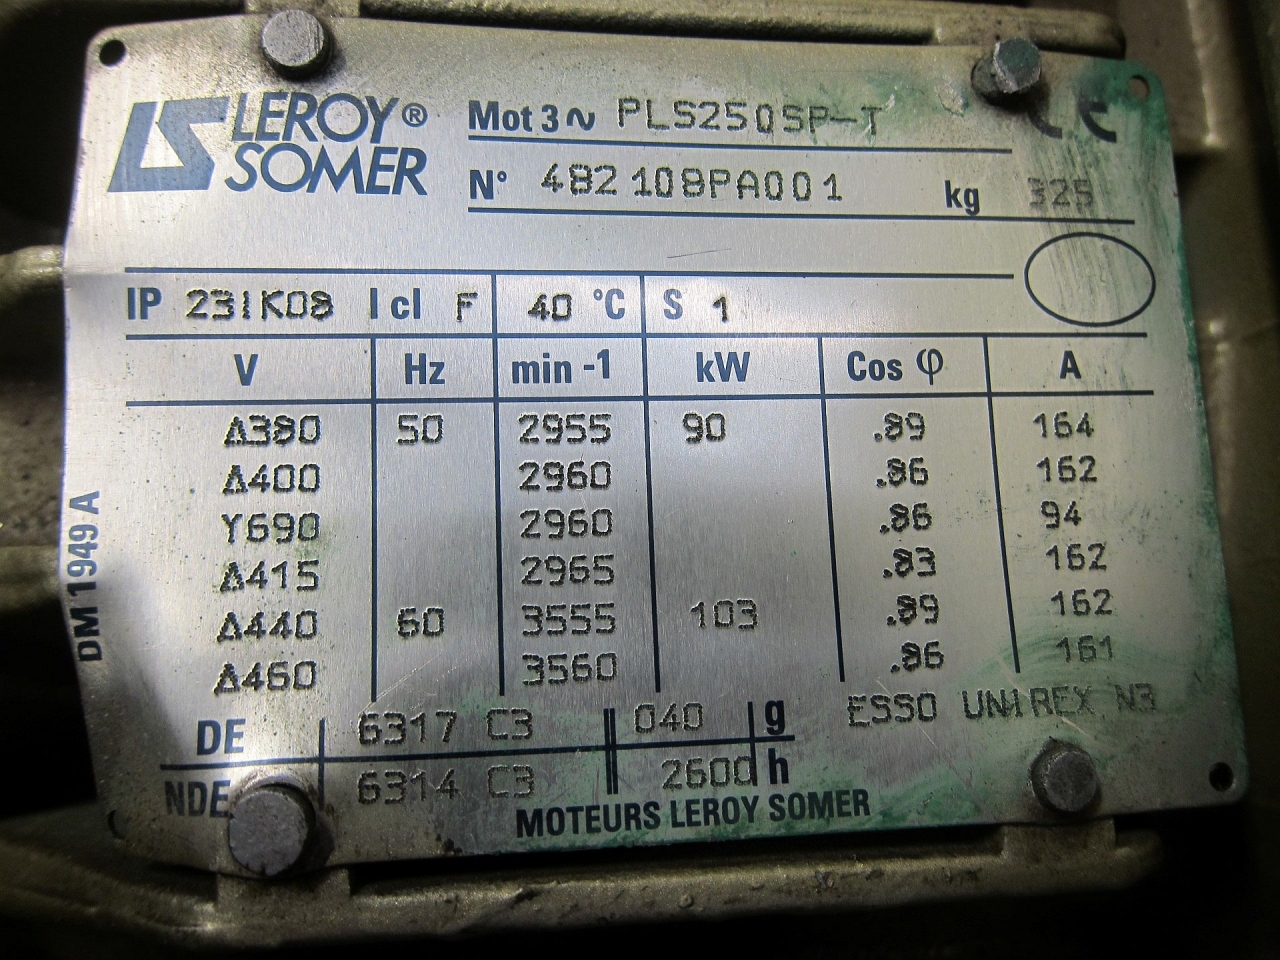 LEROY® SOMER
Mot 3~ PLS250SP-T CE
N° 482108PA001 kg 325
IP 23IK08 I cl F 40 °C S 1
V Hz min-1 kW Cos φ A
Δ380 50 2955 90 .89 164
Δ400 2960 .86 162
Y690 2960 .86 94
Δ415 2965 .83 162
Δ440 60 3555 103 .89 162
Δ460 3560 .86 161
DM 1949 A
ESSO UNIREX N3
DE 6317 C3 040 g
NDE 6314 C3 2600 h
MOTEURS LEROY SOMER